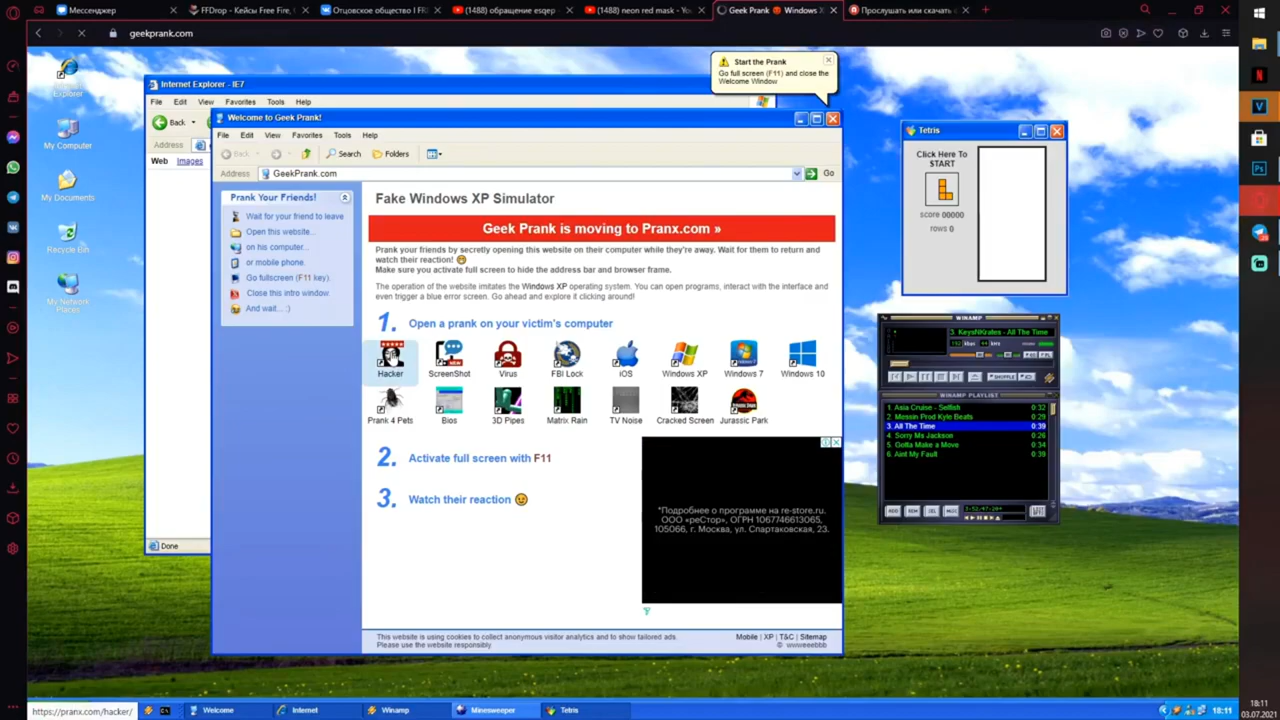 Мессенджер
FFDrop - Кейсы Free Fire,
Отцовское общество I FR
(1488) обращение esqep
(1488) neon red mask - Yo
Geek Prank
Windows X
Прослушать или скачать
geekprank.com
Explorer
My Computer
My Documents
Recycle Bin
My Network
Places
Internet Explorer - IE7
File Edit View Favorites Tools Help
Back
Address
Web Images
Done
Start the Prank
Go full screen (F11) and close the
Welcome Window
Welcome to Geek Prank!
File Edit View Favorites Tools Help
Back Search Folders
Address GeekPrank.com Go
Prank Your Friends!
Wait for your friend to leave
Open this website...
on his computer...
or mobile phone.
Go fullscreen (F11 key).
Close this intro window.
And wait... :)
Fake Windows XP Simulator
Geek Prank is moving to Pranx.com »
Prank your friends by secretly opening this website on their computer while they're away. Wait for them to return and
watch their reaction!
Make sure you activate full screen to hide the address bar and browser frame.
The operation of the website imitates the Windows XP operating system. You can open programs, interact with the interface and
even trigger a blue error screen. Go ahead and explore it clicking around!
1. Open a prank on your victim's computer
Hacker ScreenShot Virus FBI Lock iOS Windows XP Windows 7 Windows 10
Prank 4 Pets Bios 3D Pipes Matrix Rain TV Noise Cracked Screen Jurassic Park
2. Activate full screen with F11
3. Watch their reaction
*Подробнее о программе на re-store.ru.
ООО «реСтор», ОГРН 1067746613065,
105066, г. Москва, ул. Спартаковская, 23.
This website is using cookies to collect anonymous visitor analytics and to show tailored ads.
Please use the website responsibly.
Mobile | XP | T&C | Sitemap
© wwweeebbb
Tetris
Click Here To
START
score 00000
rows 0
WINAMP
3. KeysNKrates - All The Time
192 kbps 44 kHz
SHUFFLE
WINAMP PLAYLIST
1. Asia Cruise - Selfish 0:32
2. Messin Prod Kyle Beats 0:29
3. All The Time 0:39
4. Sorry Ms Jackson 0:26
5. Gotta Make a Move 0:34
6. Aint My Fault 0:39
https://pranx.com/hacker/
Welcome
Internet
Winamp
Minesweeper
Tetris
18:11
18:11
03.07.2021